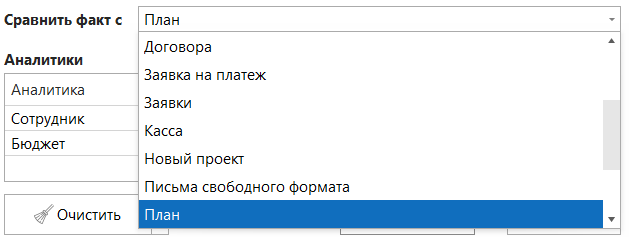 Сравнить факт с План
Договора
Аналитики
Заявка на платеж
Аналитика
Заявки
Сотрудник
Касса
Бюджет
Новый проект
Письма свободного формата
Очистить
План